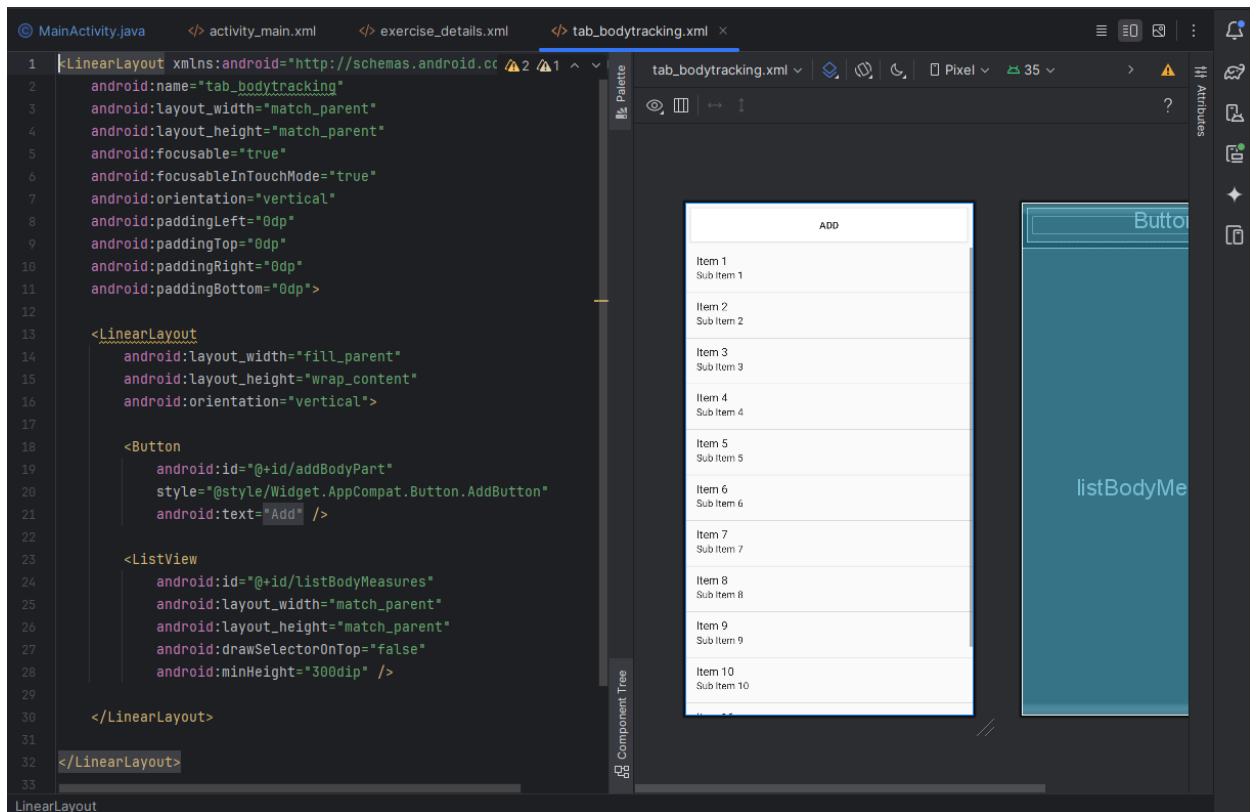 MainActivity.java
activity_main.xml
exercise_details.xml
tab_bodytracking.xml
1 <LinearLayout xmlns:android="http://schemas.android.co
2 1
2 android:name="tab_bodytracking"
3 android:layout_width="match_parent"
4 android:layout_height="match_parent"
5 android:focusable="true"
6 android:focusableInTouchMode="true"
7 android:orientation="vertical"
8 android:paddingLeft="0dp"
9 android:paddingTop="0dp"
10 android:paddingRight="0dp"
11 android:paddingBottom="0dp">
12
13 <LinearLayout
14 android:layout_width="fill_parent"
15 android:layout_height="wrap_content"
16 android:orientation="vertical">
17
18 <Button
19 android:id="@+id/addBodyPart"
20 style="@style/Widget.AppCompat.Button.AddButton"
21 android:text="Add" />
22
23 <ListView
24 android:id="@+id/listBodyMeasures"
25 android:layout_width="match_parent"
26 android:layout_height="match_parent"
27 android:drawSelectorOnTop="false"
28 android:minHeight="300dip" />
29
30 </LinearLayout>
31
32 </LinearLayout>
33
LinearLayout
Palette
Component Tree
tab_bodytracking.xml Pixel 35
?
ADD
Item 1
Sub Item 1
Item 2
Sub Item 2
Item 3
Sub Item 3
Item 4
Sub Item 4
Item 5
Sub Item 5
Item 6
Sub Item 6
Item 7
Sub Item 7
Item 8
Sub Item 8
Item 9
Sub Item 9
Item 10
Sub Item 10
Button
listBodyMe
Attributes